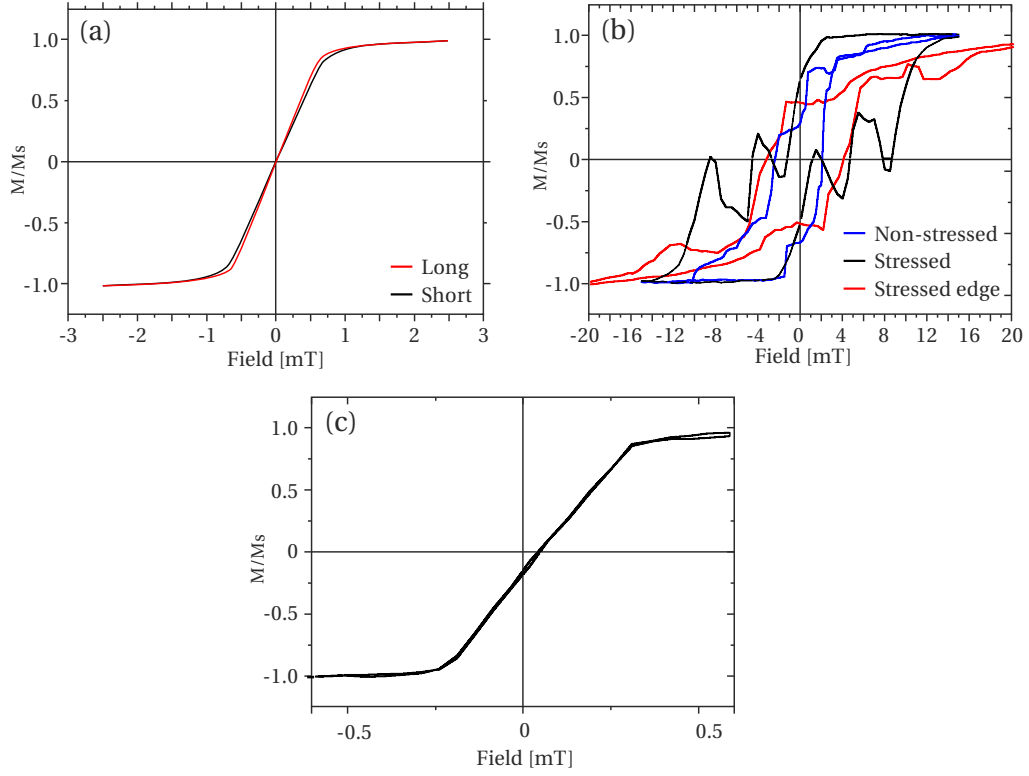 (a)
1.0
0.5
0
-0.5
-1.0
M/Ms
Long
Short
-3 -2 -1 0 1 2 3
Field [mT]
(b)
1.0
0.5
0
-0.5
-1.0
M/Ms
Non-stressed
Stressed
Stressed edge
-20 -16 -12 -8 -4 0 4 8 12 16 20
Field [mT]
(c)
1.0
0.5
0
-0.5
-1.0
M/Ms
-0.5 0 0.5
Field [mT]